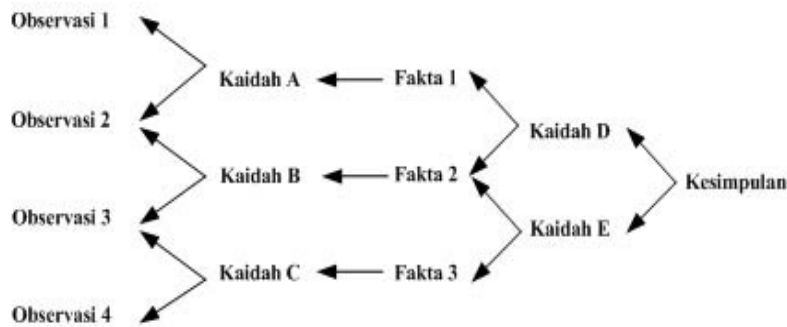 Observasi 1
Kaidah A
Fakta 1
Observasi 2
Kaidah D
Kaidah B
Fakta 2
Kesimpulan
Observasi 3
Kaidah E
Kaidah C
Fakta 3
Observasi 4